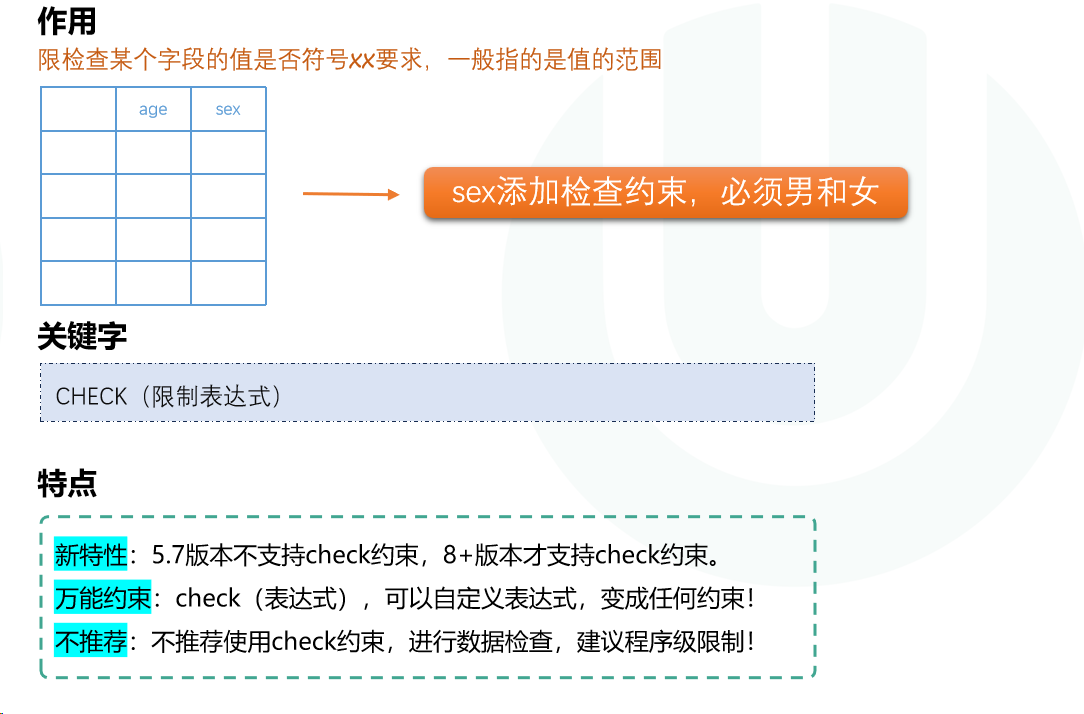 作用
限检查某个字段的值是否符号xx要求，一般指的是值的范围
age sex
sex添加检查约束，必须男和女
关键字
CHECK（限制表达式）
特点
新特性：5.7版本不支持check约束，8+版本才支持check约束。
万能约束：check（表达式），可以自定义表达式，变成任何约束！
不推荐：不推荐使用check约束，进行数据检查，建议程序级限制！